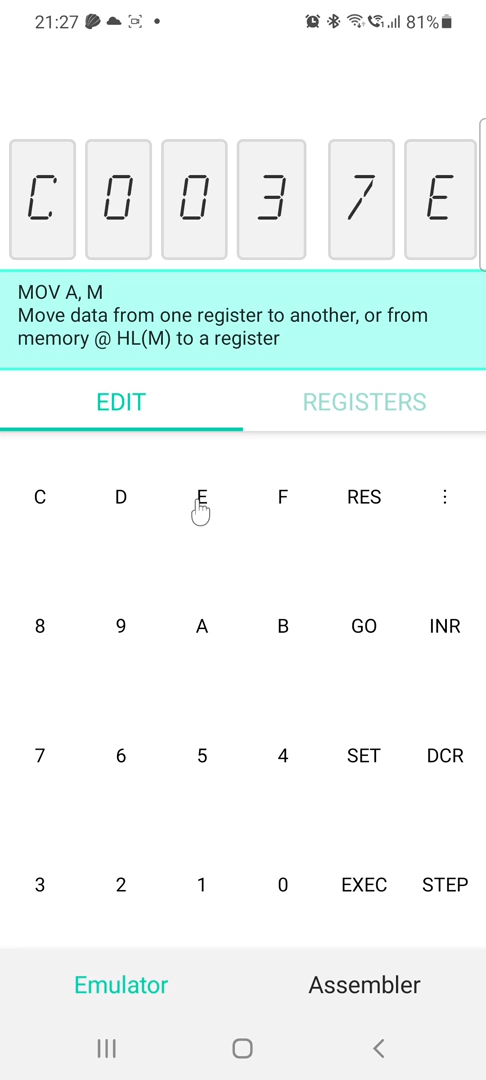 21:27 81%
C 0 0 3 7 E
MOV A, M
Move data from one register to another, or from
memory @ HL(M) to a register
EDIT REGISTERS
C D E F RES
8 9 A B GO INR
7 6 5 4 SET DCR
3 2 1 0 EXEC STEP
Emulator Assembler